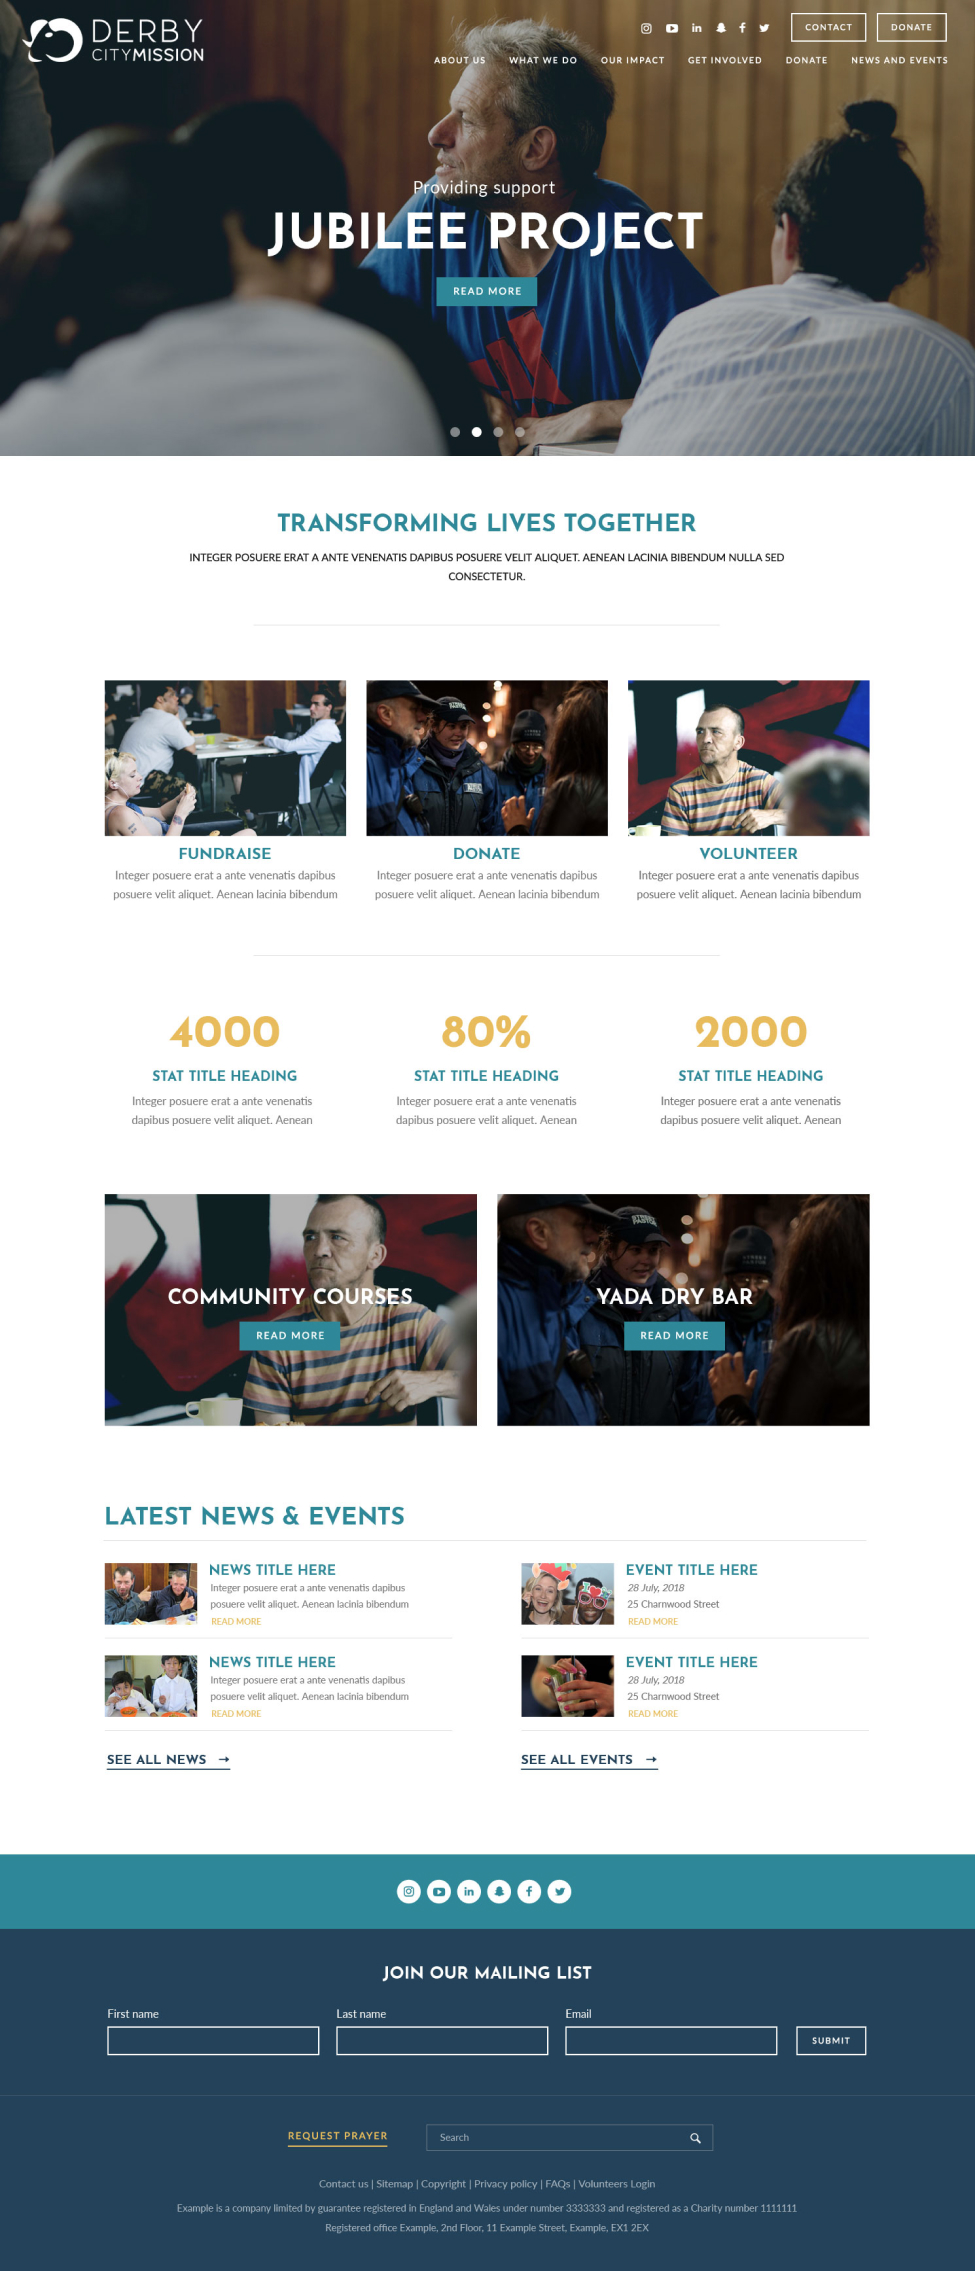 DERBY
CITYMISSION
CONTACT
DONATE
ABOUT US
WHAT WE DO
OUR IMPACT
GET INVOLVED
DONATE
NEWS AND EVENTS
Providing support
JUBILEE PROJECT
READ MORE
TRANSFORMING LIVES TOGETHER
INTEGER POSUERE ERAT A ANTE VENENATIS DAPIBUS POSUERE VELIT ALIQUET. AENEAN LACINIA BIBENDUM NULLA SED
CONSECTETUR.
FUNDRAISE
Integer posuere erat a ante venenatis dapibus
posuere velit aliquet. Aenean lacinia bibendum
DONATE
Integer posuere erat a ante venenatis dapibus
posuere velit aliquet. Aenean lacinia bibendum
VOLUNTEER
Integer posuere erat a ante venenatis dapibus
posuere velit aliquet. Aenean lacinia bibendum
4000
STAT TITLE HEADING
Integer posuere erat a ante venenatis
dapibus posuere velit aliquet. Aenean
80%
STAT TITLE HEADING
Integer posuere erat a ante venenatis
dapibus posuere velit aliquet. Aenean
2000
STAT TITLE HEADING
Integer posuere erat a ante venenatis
dapibus posuere velit aliquet. Aenean
COMMUNITY COURSES
READ MORE
STREET
PASTOR
YADA DRY BAR
READ MORE
LATEST NEWS & EVENTS
NEWS TITLE HERE
Integer posuere erat a ante venenatis dapibus
posuere velit aliquet. Aenean lacinia bibendum
READ MORE
NEWS TITLE HERE
Integer posuere erat a ante venenatis dapibus
posuere velit aliquet. Aenean lacinia bibendum
READ MORE
SEE ALL NEWS →
EVENT TITLE HERE
28 July, 2018
25 Charnwood Street
READ MORE
EVENT TITLE HERE
28 July, 2018
25 Charnwood Street
READ MORE
SEE ALL EVENTS →
JOIN OUR MAILING LIST
First name
Last name
Email
SUBMIT
REQUEST PRAYER
Search
Contact us | Sitemap | Copyright | Privacy policy | FAQs | Volunteers Login
Example is a company limited by guarantee registered in England and Wales under number 3333333 and registered as a Charity number 1111111
Registered office Example, 2nd Floor, 11 Example Street, Example, EX1 2EX